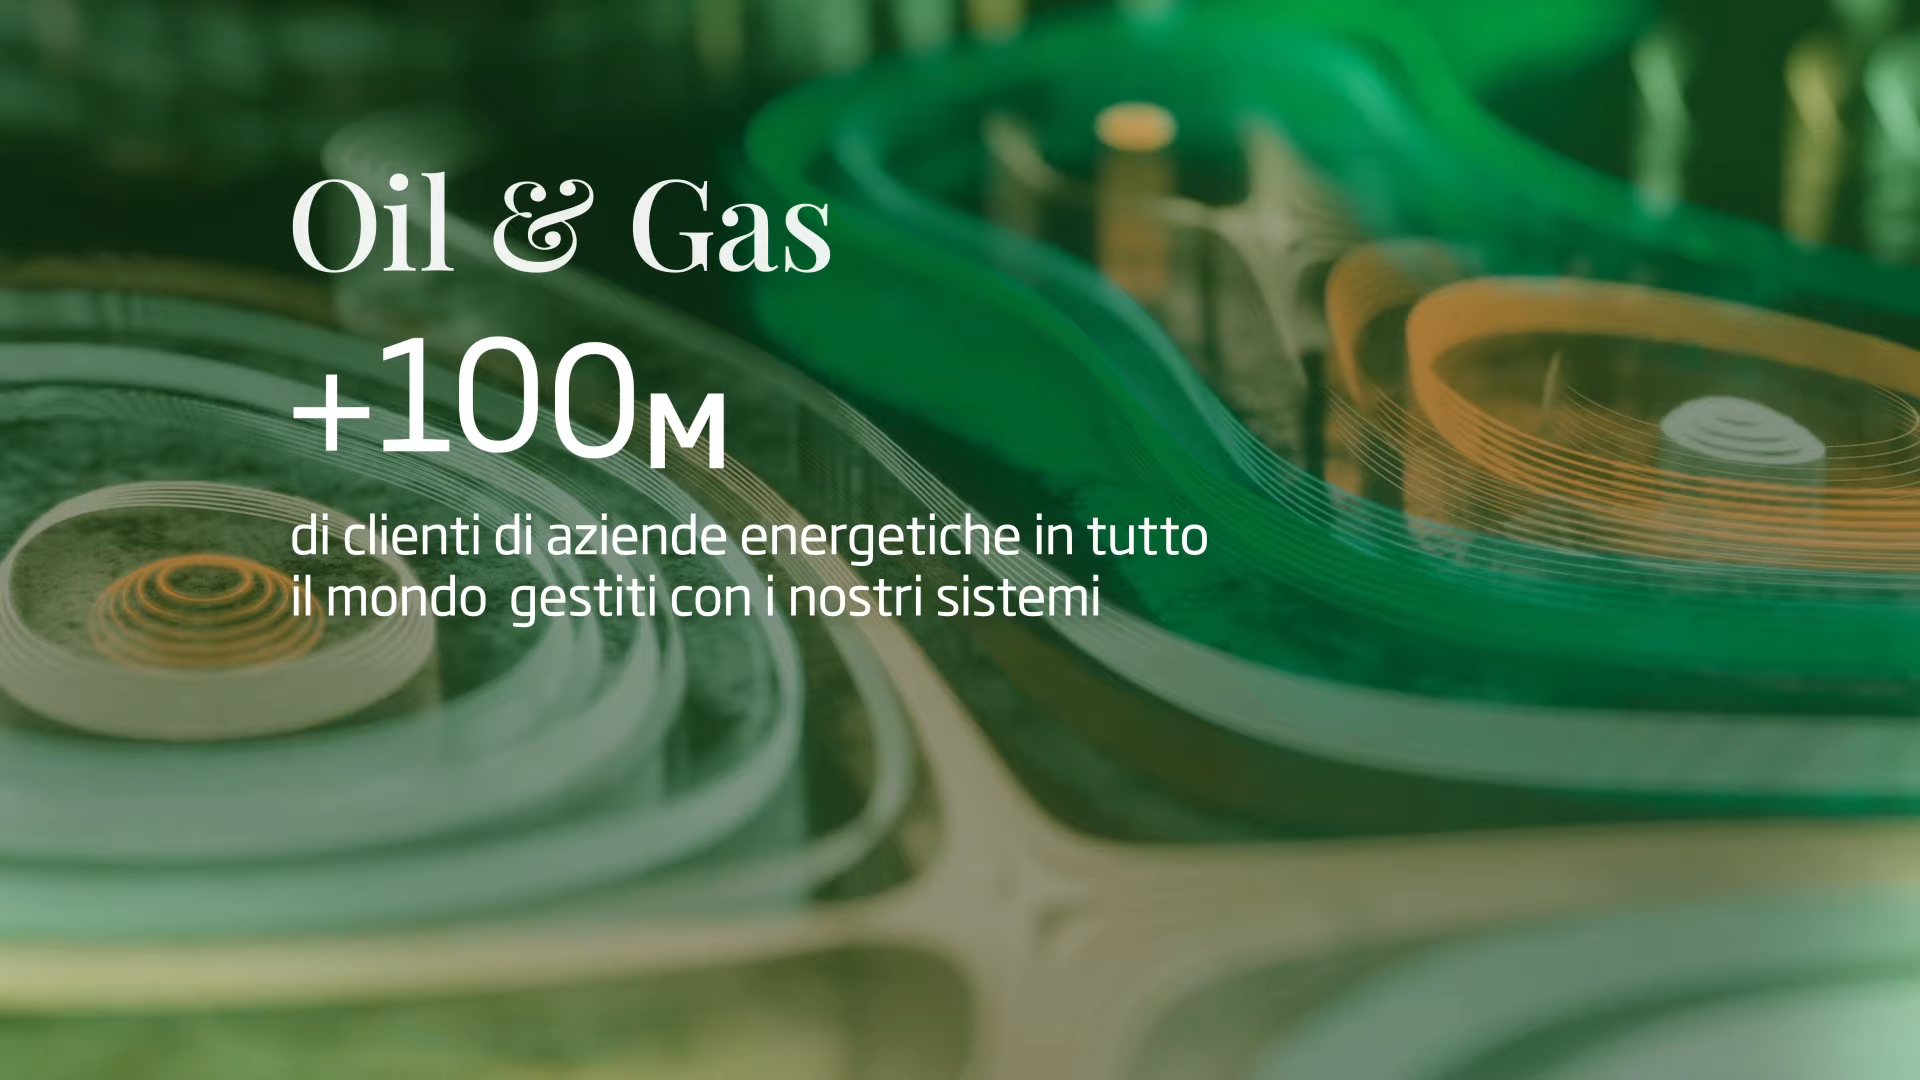 Oil & Gas
+100M
di clienti di aziende energetiche in tutto
il mondo  gestiti con i nostri sistemi